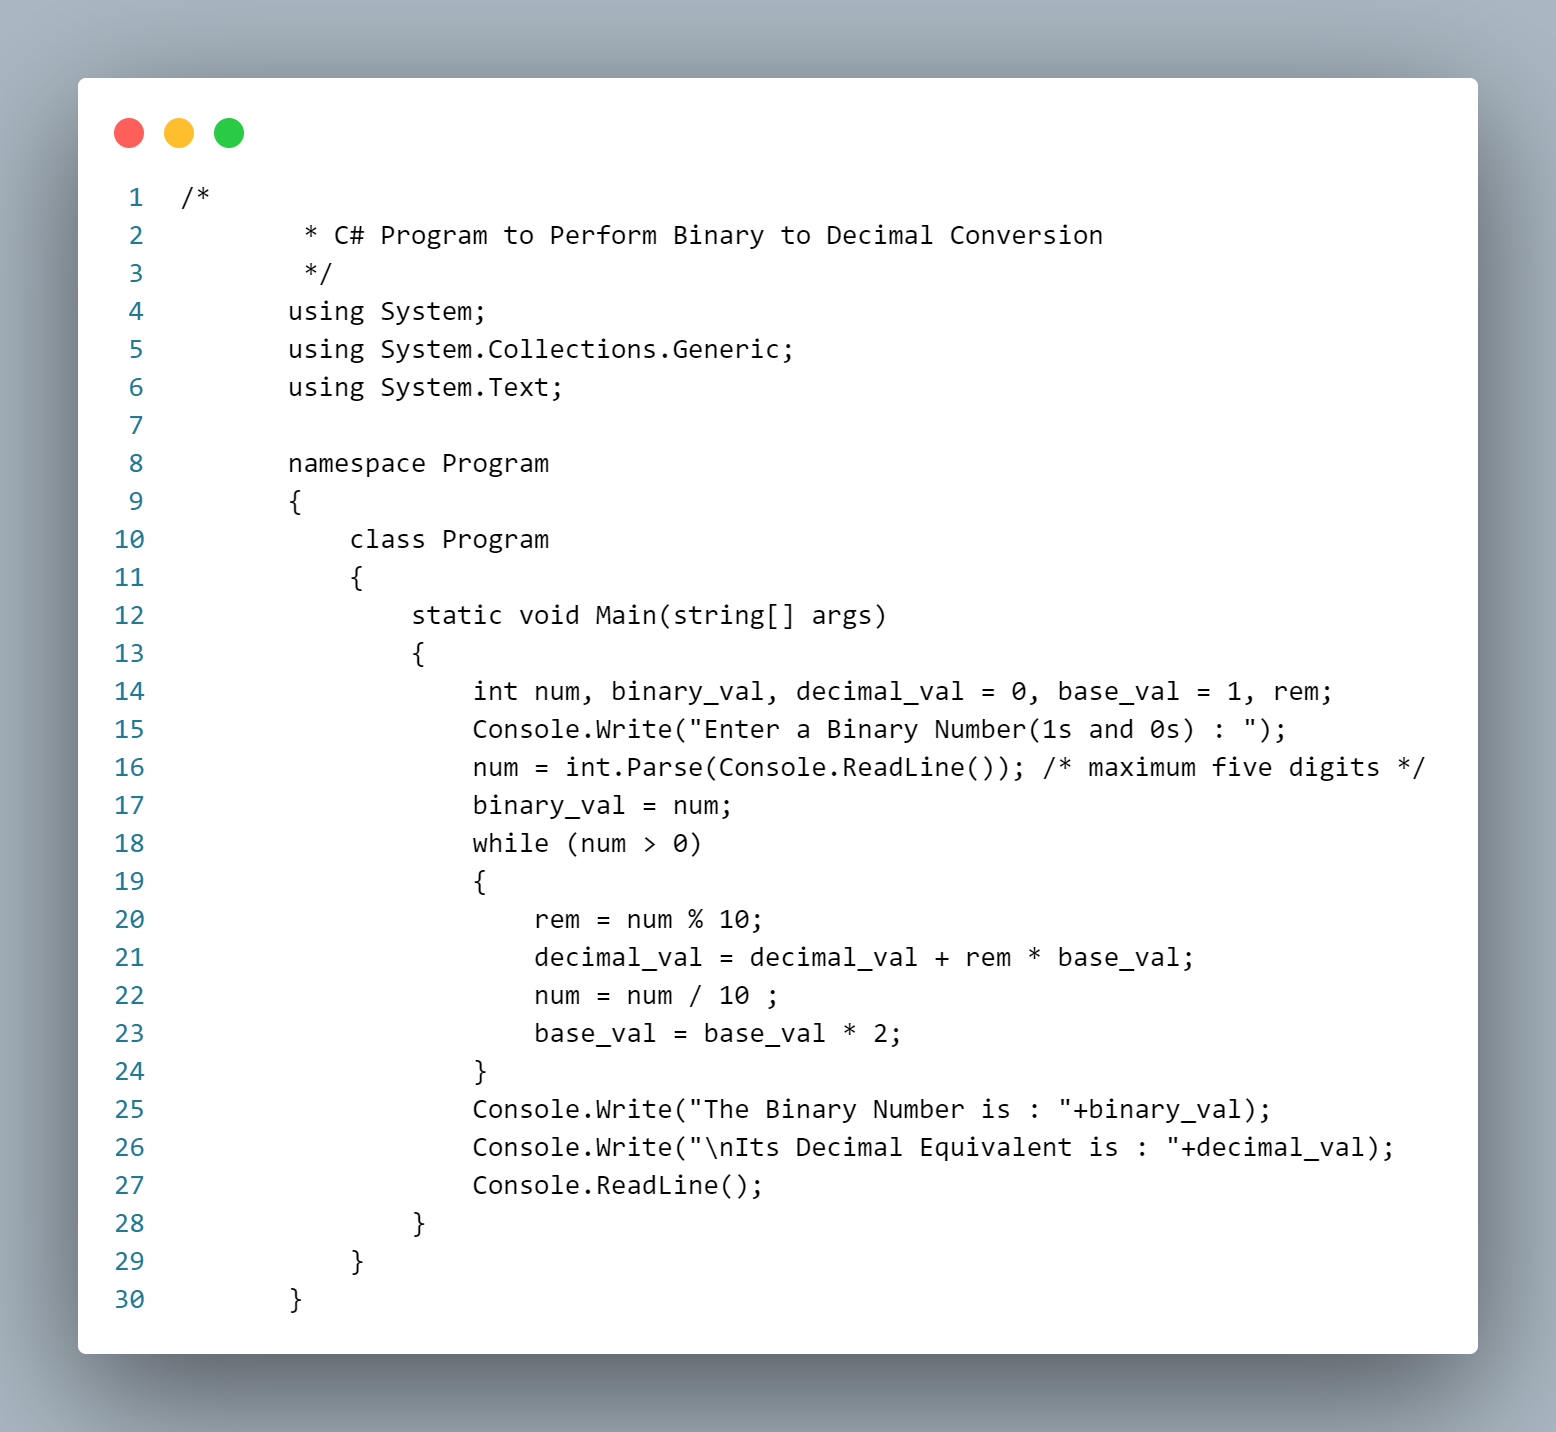 1 /*
2         * C# Program to Perform Binary to Decimal Conversion
3         */
4        using System;
5        using System.Collections.Generic;
6        using System.Text;
7
8        namespace Program
9        {
10            class Program
11            {
12                static void Main(string[] args)
13                {
14                    int num, binary_val, decimal_val = 0, base_val = 1, rem;
15                    Console.Write("Enter a Binary Number(1s and 0s) : ");
16                    num = int.Parse(Console.ReadLine()); /* maximum five digits */
17                    binary_val = num;
18                    while (num > 0)
19                    {
20                        rem = num % 10;
21                        decimal_val = decimal_val + rem * base_val;
22                        num = num / 10 ;
23                        base_val = base_val * 2;
24                    }
25                    Console.Write("The Binary Number is : "+binary_val);
26                    Console.Write("\nIts Decimal Equivalent is : "+decimal_val);
27                    Console.ReadLine();
28                }
29            }
30        }